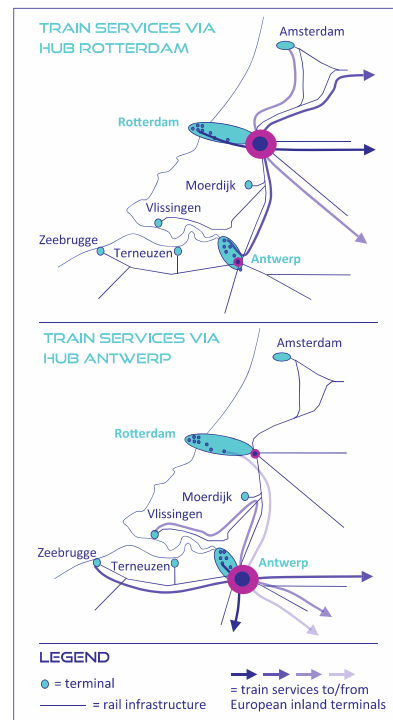 TRAIN SERVICES VIA
HUB ROTTERDAM
Amsterdam
Rotterdam
Moerdijk
Vlissingen
Zeebrugge
Terneuzen
Antwerp
TRAIN SERVICES VIA
HUB ANTWERP
Amsterdam
Rotterdam
Moerdijk
Vlissingen
Zeebrugge
Terneuzen
Antwerp
LEGEND
= terminal
= rail infrastructure
= train services to/from
European inland terminals